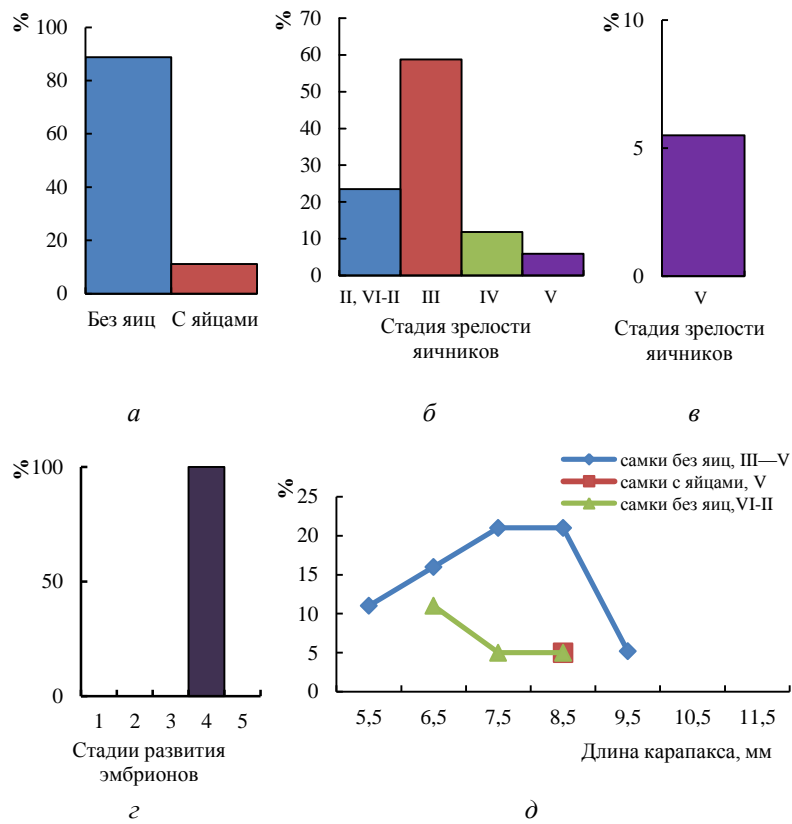 %
100
80
60
40
20
0
Без яиц С яйцами
а
%
70
60
50
40
30
20
10
0
II, VI-II III IV V
Стадия зрелости
яичников
б
%
10
5
0
V
Стадия зрелости
яичников
в
%
100
50
0
1 2 3 4 5
Стадии развития
эмбрионов
г
%
25
20
15
10
5
0
самки без яиц, III—V
самки с яйцами, V
самки без яиц,VI-II
5,5 6,5 7,5 8,5 9,5 10,5 11,5
Длина карапакса, мм
д